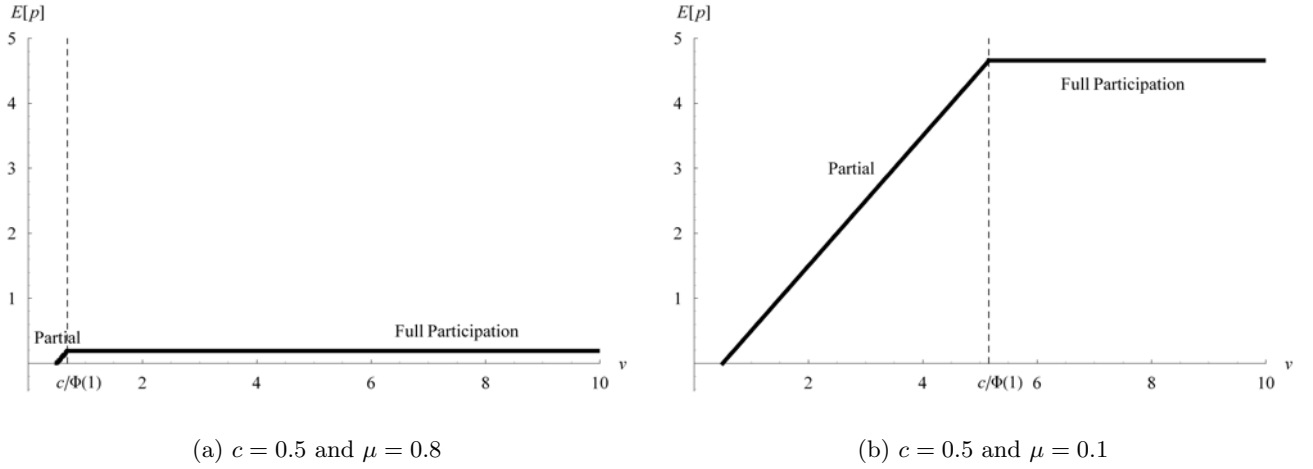 E[p]
5
4
3
2
1
Partial
Full Participation
c/Φ(1)
2
4
6
8
10
v
(a) c = 0.5 and μ = 0.8
E[p]
5
4
3
2
1
Full Participation
Partial
2
4
c/Φ(1)
6
8
10
v
(b) c = 0.5 and μ = 0.1